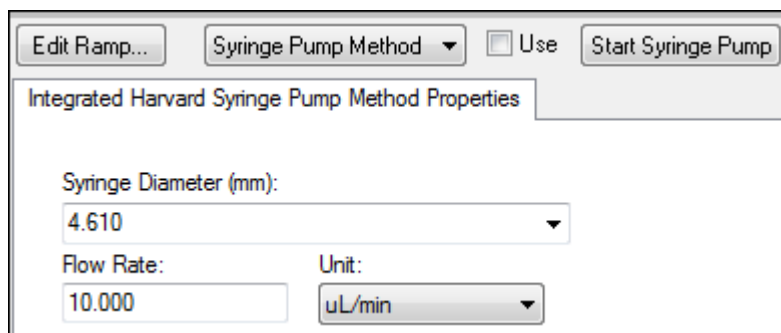 Edit Ramp... Syringe Pump Method Use Start Syringe Pump
Integrated Harvard Syringe Pump Method Properties
Syringe Diameter (mm):
4.610
Flow Rate: Unit:
10.000 uL/min